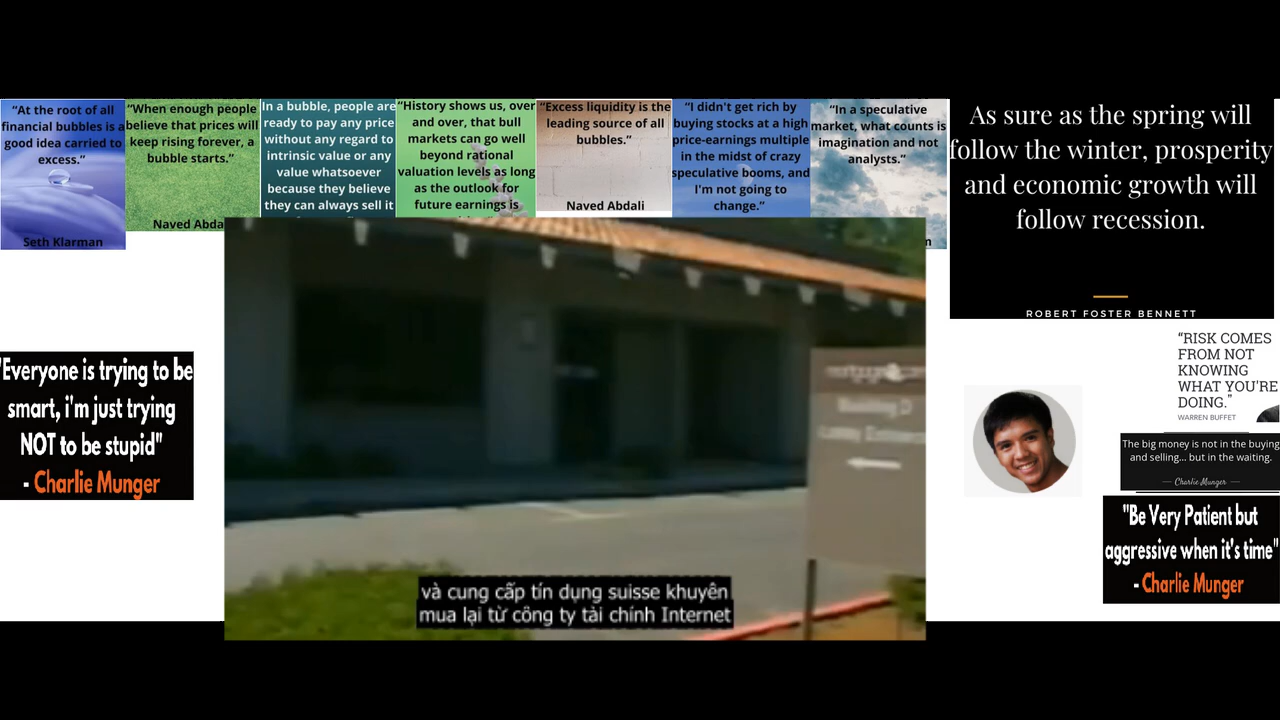 “At the root of all
financial bubbles is a
good idea carried to
excess.”
Seth Klarman
“When enough people
believe that prices will
keep rising forever, a
bubble starts.”
Naved Abda
In a bubble, people are
ready to pay any price
without any regard to
intrinsic value or any
value whatsoever
because they believe
they can always sell it
“History shows us, over
and over, that bull
markets can go well
beyond rational
valuation levels as long
as the outlook for
future earnings is
“Excess liquidity is the
leading source of all
bubbles.”
Naved Abdali
“I didn't get rich by
buying stocks at a high
price-earnings multiple
in the midst of crazy
speculative booms, and
I'm not going to
change.”
“In a speculative
market, what counts is
imagination and not
analysts.”
As sure as the spring will
follow the winter, prosperity
and economic growth will
follow recession.
ROBERT FOSTER BENNETT
"Everyone is trying to be
smart, i'm just trying
NOT to be stupid"
- Charlie Munger
“RISK COMES
FROM NOT
KNOWING
WHAT YOU'RE
DOING.”
WARREN BUFFET
The big money is not in the buying
and selling... but in the waiting.
— Charlie Munger —
"Be Very Patient but
aggressive when it's time"
- Charlie Munger
Building D
và cung cấp tín dụng suisse khuyên
mua lại từ công ty tài chính Internet